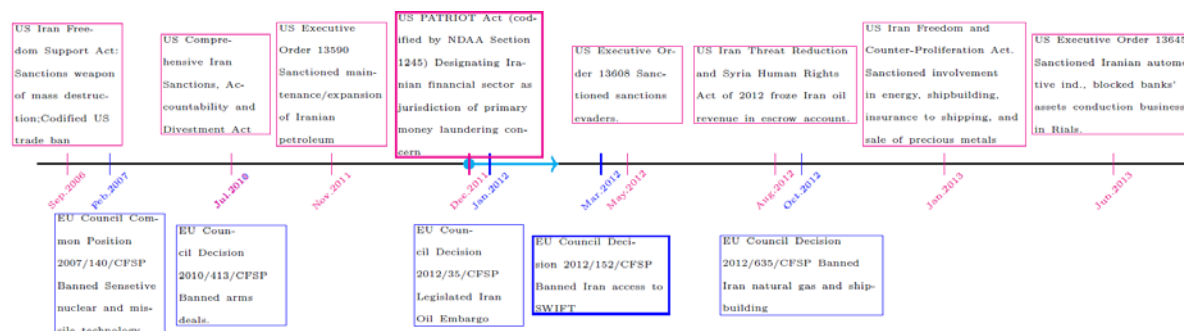 US Iran Free-
dom Support Act:
Sanctions weapon
of mass destruc-
tion;Codified US
trade ban
US Compre-
hensive Iran
Sanctions, Ac-
countability and
Divestment Act
US Executive
Order 13590
Sanctioned main-
tenance/expansion
of Iranian
petroleum
US PATRIOT Act (cod-
ified by NDAA Section
1245) Designating Ira-
nian financial sector as
jurisdiction of primary
money laundering con-
cern
US Executive Or-
der 13608 Sanc-
tioned sanctions
evaders.
US Iran Threat Reduction
and Syria Human Rights
Act of 2012 froze Iran oil
revenue in escrow account.
US Iran Freedom and
Counter-Proliferation Act.
Sanctioned involvement
in energy, shipbuilding,
insurance to shipping, and
sale of precious metals
US Executive Order 13645
Sanctioned Iranian automo-
tive ind., blocked banks'
assets conduction business
in Rials.
Sep.2006
Feb.2007
Jul.2010
Nov.2011
Dec.2011
Jan.2012
Mar.2012
May.2012
Aug.2012
Oct.2012
Jan.2013
Jun.2013
EU Council Com-
mon Position
2007/140/CFSP
Banned Sensetive
nuclear and mis-
sile technology
EU Coun-
cil Decision
2010/413/CFSP
Banned arms
deals.
EU Coun-
cil Decision
2012/35/CFSP
Legislated Iran
Oil Embargo
EU Council Deci-
sion 2012/152/CFSP
Banned Iran access to
SWIFT
EU Council Decision
2012/635/CFSP Banned
Iran natural gas and ship-
building